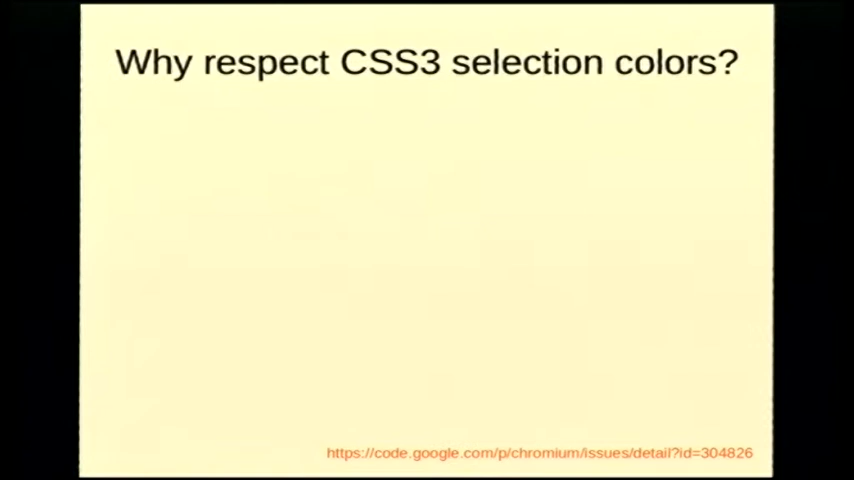 Why respect CSS3 selection colors?
https://code.google.com/p/chromium/issues/detail?id=304826